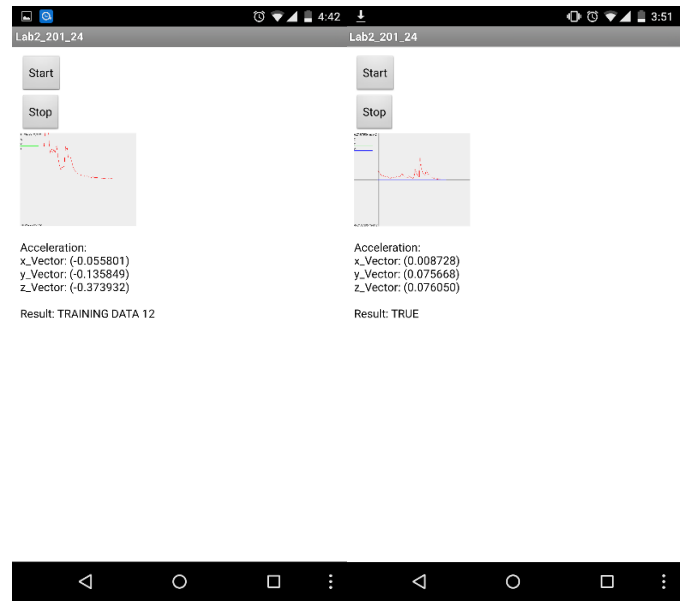 4:42
Lab2_201_24
Start
Stop
Acceleration:
x_Vector: (-0.055801)
y_Vector: (-0.135849)
z_Vector: (-0.373932)
Result: TRAINING DATA 12
3:51
Lab2_201_24
Start
Stop
Acceleration:
x_Vector: (0.008728)
y_Vector: (0.075668)
z_Vector: (0.076050)
Result: TRUE